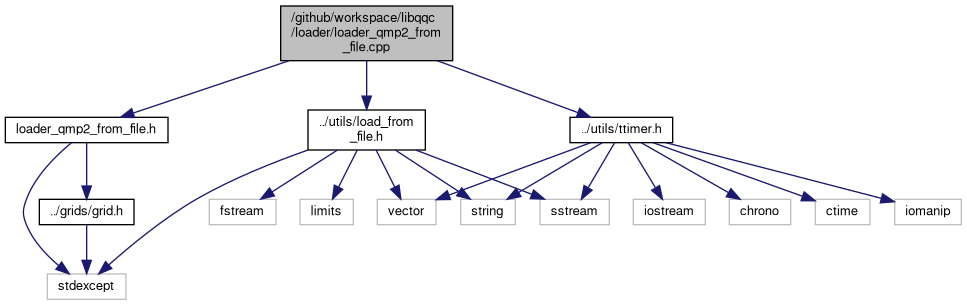 /github/workspace/libqqc
/loader/loader_qmp2_from
_file.cpp
loader_qmp2_from_file.h
../utils/load_from
_file.h
../utils/ttimer.h
../grids/grid.h
fstream
limits
vector
string
sstream
iostream
chrono
ctime
iomanip
stdexcept